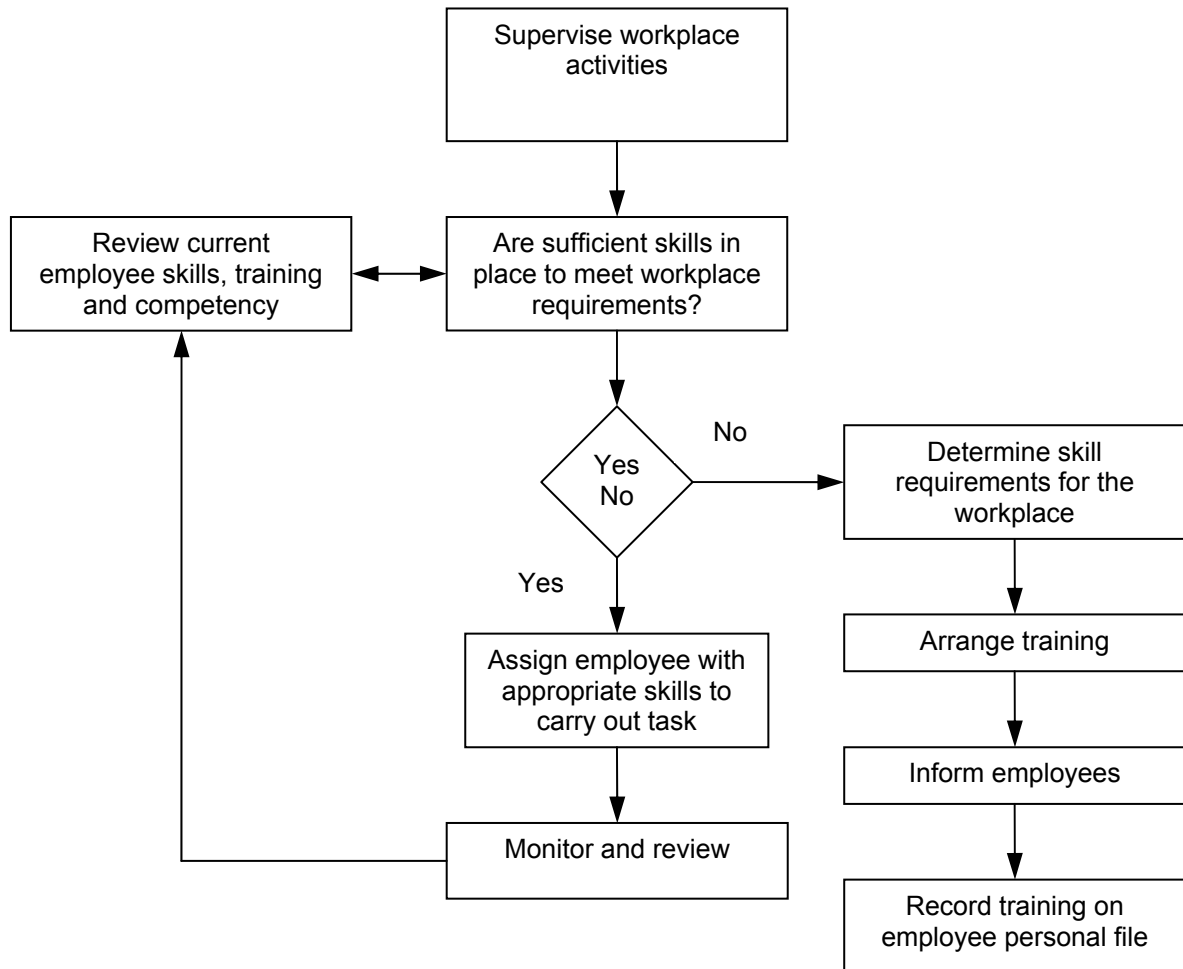 Supervise workplace
activities
Review current
employee skills, training
and competency
Are sufficient skills in
place to meet workplace
requirements?
Yes
No
No
Determine skill
requirements for the
workplace
Yes
Arrange training
Assign employee with
appropriate skills to
carry out task
Inform employees
Monitor and review
Record training on
employee personal file